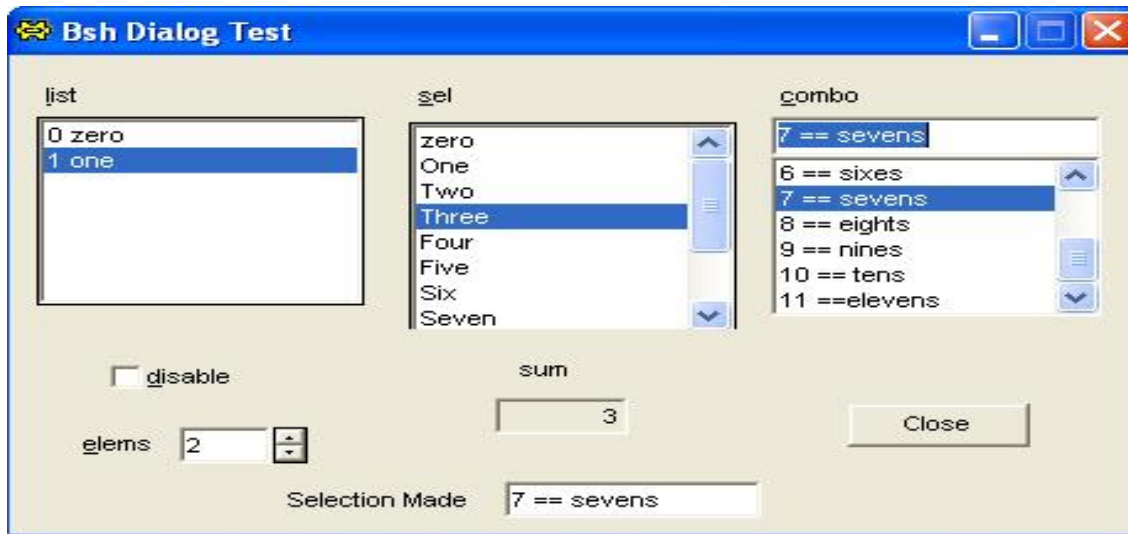 Bsh Dialog Test
list
0 zero
1 one
sel
zero
One
Two
Three
Four
Five
Six
Seven
combo
7 == sevens
6 == sixes
7 == sevens
8 == eights
9 == nines
10 == tens
11 ==elevens
disable
sum
3
elems 2
Close
Selection Made 7 == sevens